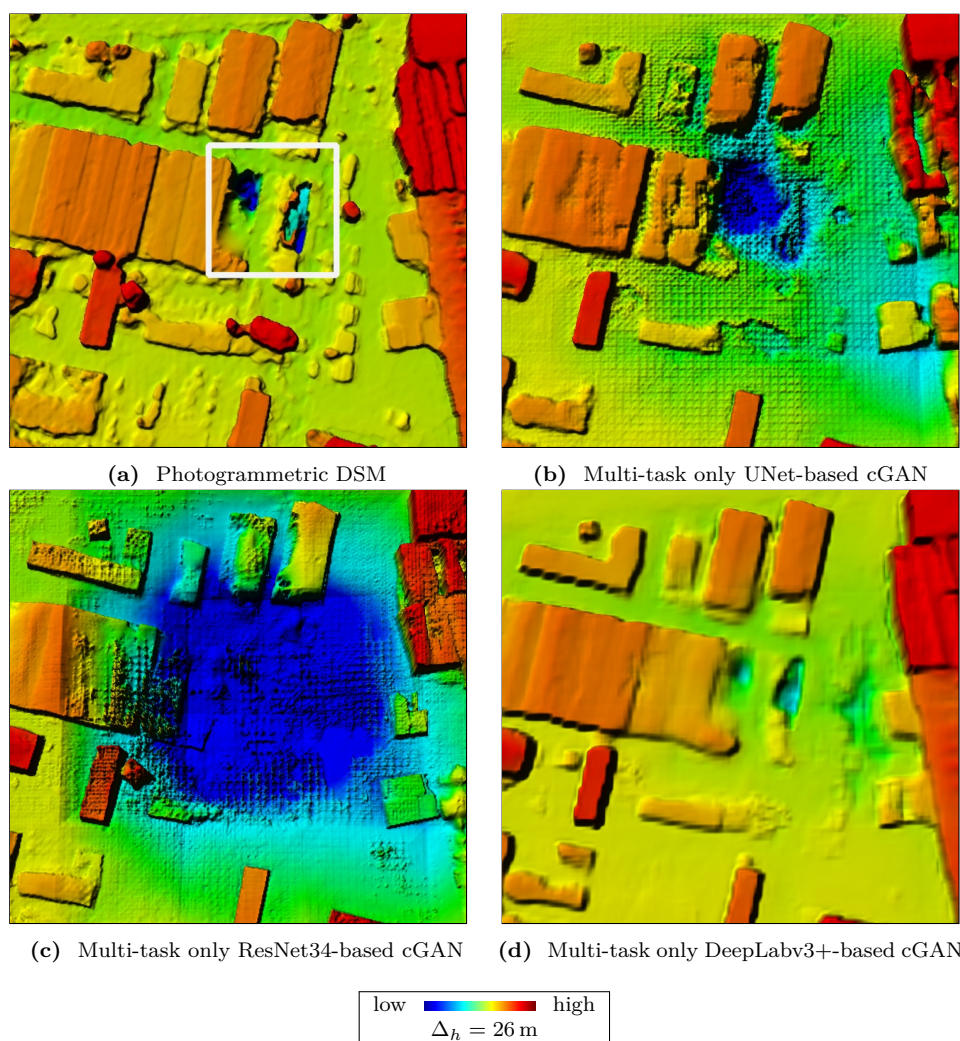 (a) Photogrammetric DSM
(b) Multi-task only UNet-based cGAN
(c) Multi-task only ResNet34-based cGAN
(d) Multi-task only DeepLabv3+-based cGAN
low high
Δh = 26 m